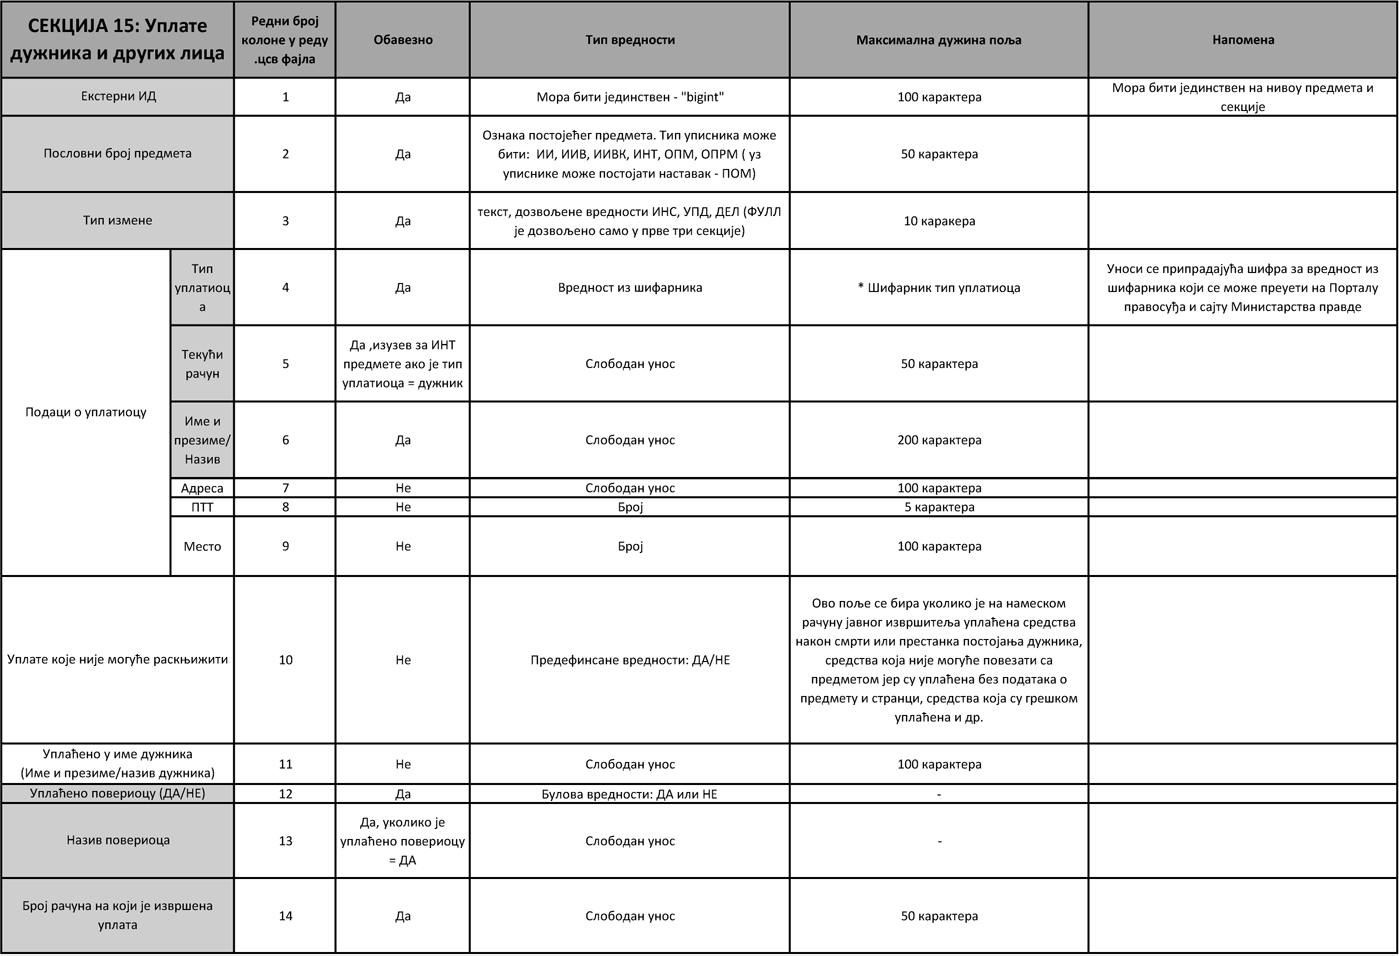 СЕКЦИЈА 15: Уплате
дужника и других лица
Редни број
колоне у реду
.цсв фајла
Обавезно
Тип вредности
Максимална дужина поља
Напомена
Екстерни ИД
1
Да
Мора бити јединствен - "bigint"
100 карактера
Мора бити јединствен на нивоу предмета и
секције
Пословни број предмета
2
Да
Ознака постојећег предмета. Тип уписника може
бити:  ИИ, ИИВ, ИИВК, ИНТ, ОПМ, ОПРМ ( уз
уписнике може постојати наставак - ПОМ)
50 карактера
Тип измене
3
Да
текст, дозвољене вредности ИНС, УПД, ДЕЛ (ФУЛЛ
је дозвољено само у прве три секције)
10 каракера
Подаци о уплатиоцу
Тип
уплатиоц
а
4
Да
Вредност из шифарника
* Шифарник тип уплатиоца
Уноси се припрадајућа шифра за вредност из
шифарника који се може преуети на Порталу
правосуђа и сајту Министарства правде
Текући
рачун
5
Да ,изузев за ИНТ
предмете ако је тип
уплатиоца = дужник
Слободан унос
50 карактера
Име и
презиме/
Назив
6
Да
Слободан унос
200 карактера
Адреса
7
Не
Слободан унос
100 карактера
ПТТ
8
Не
Број
5 карактера
Место
9
Не
Број
100 карактера
Уплате које није могуће раскњижити
10
Не
Предефинсане вредности: ДА/НЕ
Ово поље се бира уколико је на намеском
рачуну јавног извршитеља уплаћена средства
након смрти или престанка постојања дужника,
средства која није могуће повезати са
предметом јер су уплаћена без података о
предмету и странци, средства која су грешком
уплаћена и др.
Уплаћено у име дужника
(Име и презиме/назив дужника)
11
Не
Слободан унос
100 карактера
Уплаћено повериоцу (ДА/НЕ)
12
Да
Булова вредности: ДА или НЕ
-
Назив повериоца
13
Да, уколико је
уплаћено повериоцу
= ДА
Слободан унос
-
Број рачуна на који је извршена
уплата
14
Да
Слободан унос
50 карактера